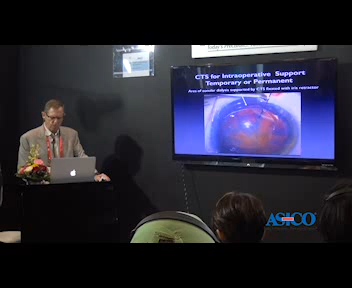 CTS for Intraoperative Support
Temporary or Permanent
Area of zonular dialysis supported by CTS fixated with iris retractor
ASICO